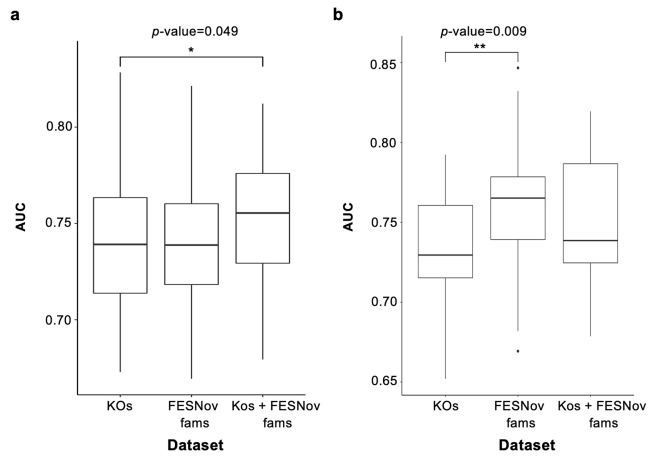 a
p-value=0.049
*
AUC
0.80
0.75
0.70
KOs
FESNov
fams
Kos + FESNov
fams
Dataset
b
p-value=0.009
**
AUC
0.85
0.80
0.75
0.70
0.65
KOs
FESNov
fams
Kos + FESNov
fams
Dataset